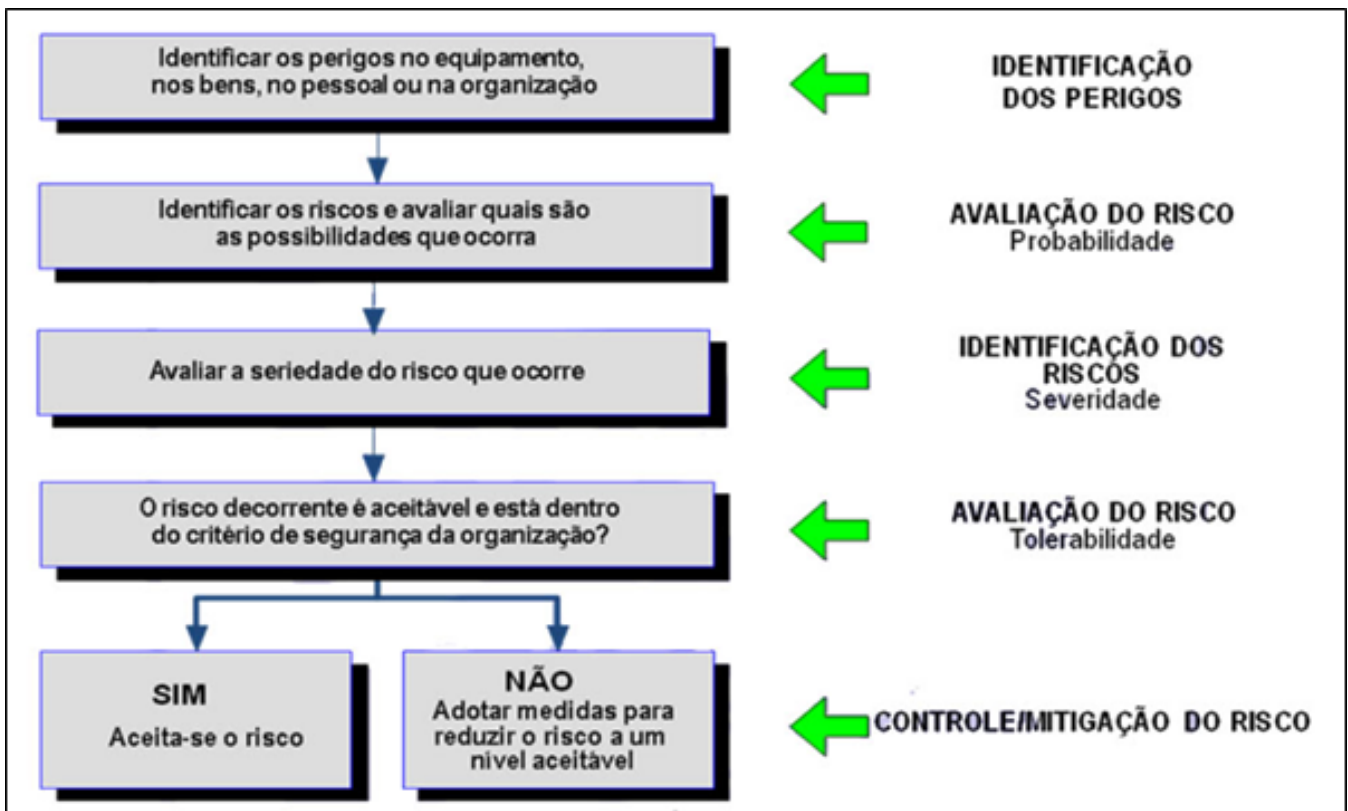 Identificar os perigos no equipamento,
nos bens, no pessoal ou na organização
IDENTIFICAÇÃO
DOS PERIGOS
Identificar os riscos e avaliar quais são
as possibilidades que ocorra
AVALIAÇÃO DO RISCO
Probabilidade
Avaliar a seriedade do risco que ocorre
IDENTIFICAÇÃO DOS
RISCOS
Severidade
O risco decorrente é aceitável e está dentro
do critério de segurança da organização?
AVALIAÇÃO DO RISCO
Tolerabilidade
SIM
Aceita-se o risco
NÃO
Adotar medidas para
reduzir o risco a um
nível aceitável
CONTROLE/MITIGAÇÃO DO RISCO